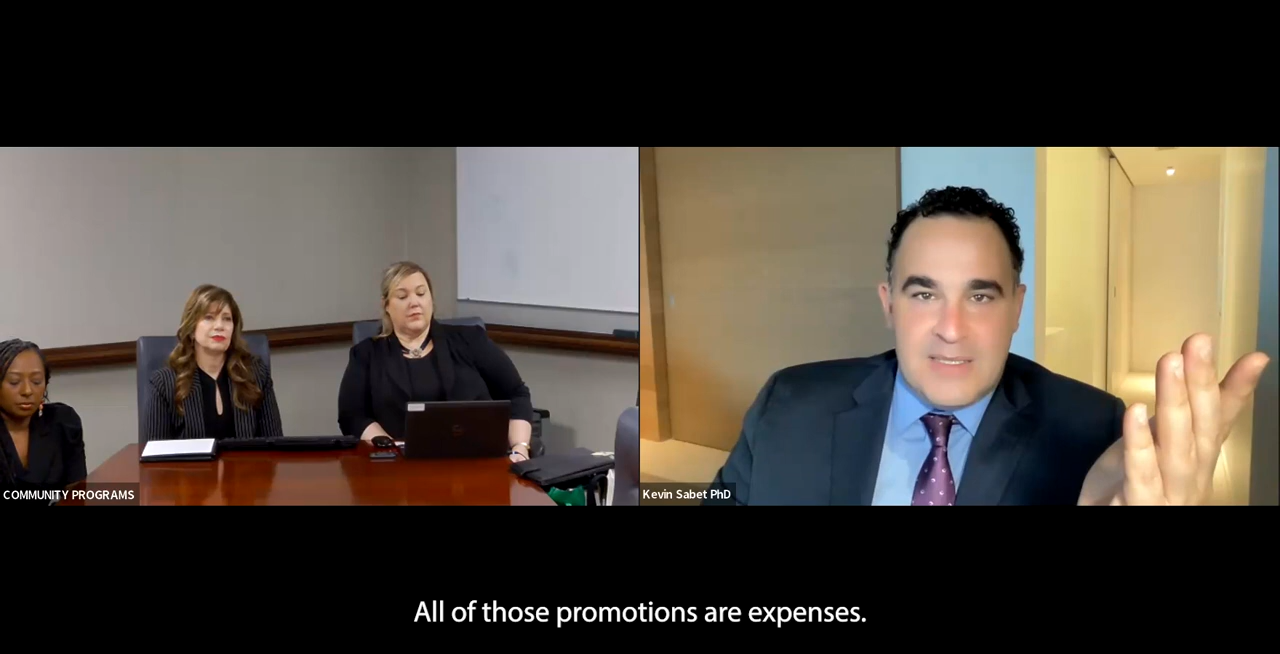 COMMUNITY PROGRAMS
Kevin Sabet PhD
All of those promotions are expenses.